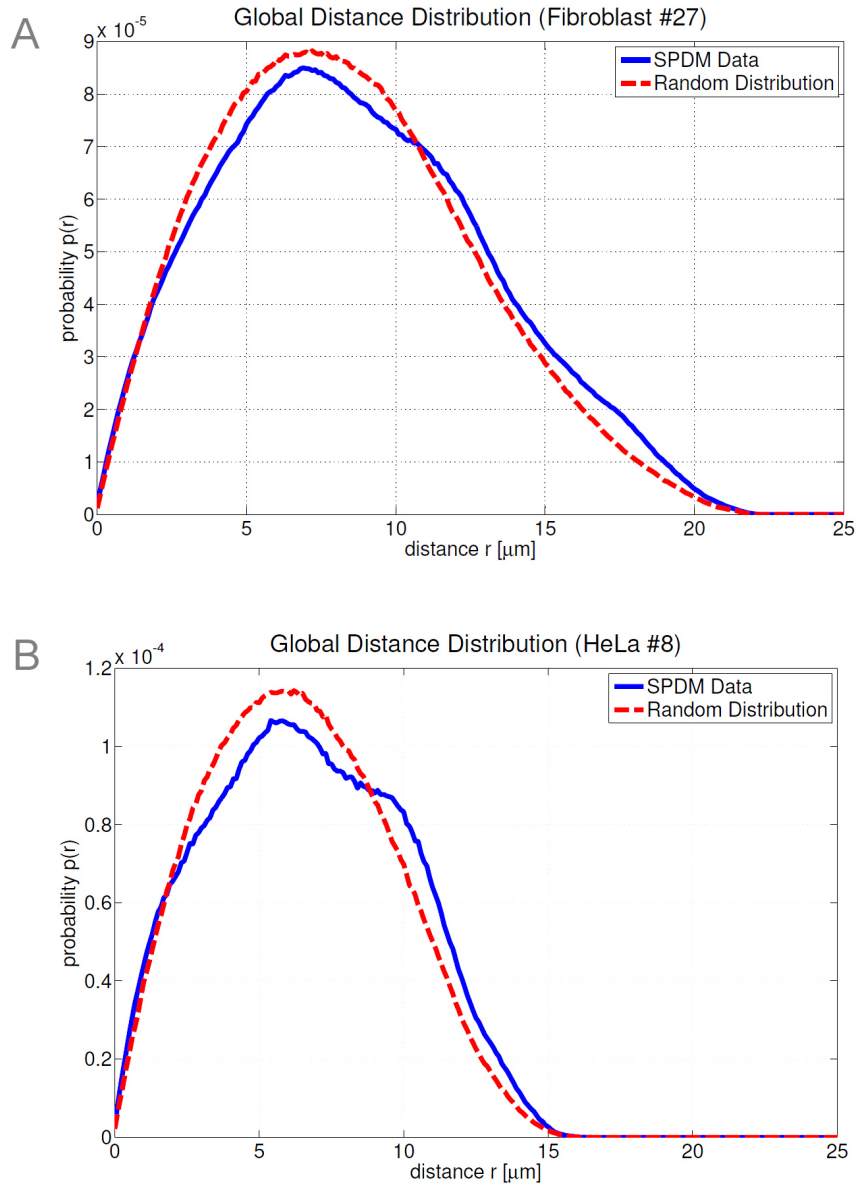 A
Global Distance Distribution (Fibroblast #27)
x 10-5
9
8
7
6
5
4
3
2
1
0
probability p(r)
SPDM Data
Random Distribution
0 5 10 15 20 25
distance r [μm]
B
Global Distance Distribution (HeLa #8)
x 10-4
1.2
1
0.8
0.6
0.4
0.2
0
probability p(r)
SPDM Data
Random Distribution
0 5 10 15 20 25
distance r [μm]